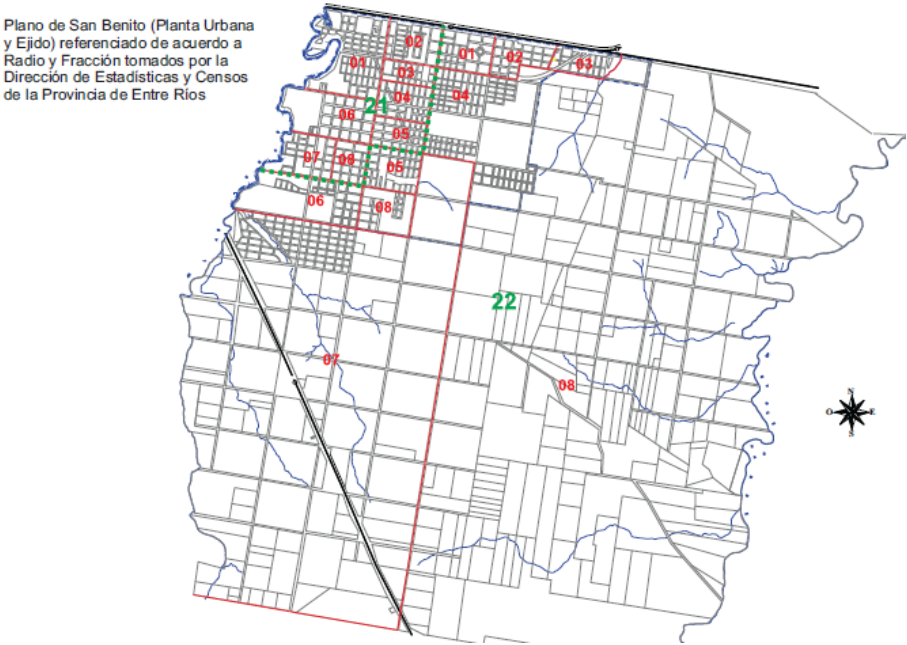 Plano de San Benito (Planta Urbana
y Ejido) referenciado de acuerdo a
Radio y Fracción tomados por la
Dirección de Estadísticas y Censos
de la Provincia de Entre Ríos
02
01
02
03
01
03
04
04
21
06
05
07
05
06
08
22
07
08
N
O
E
S